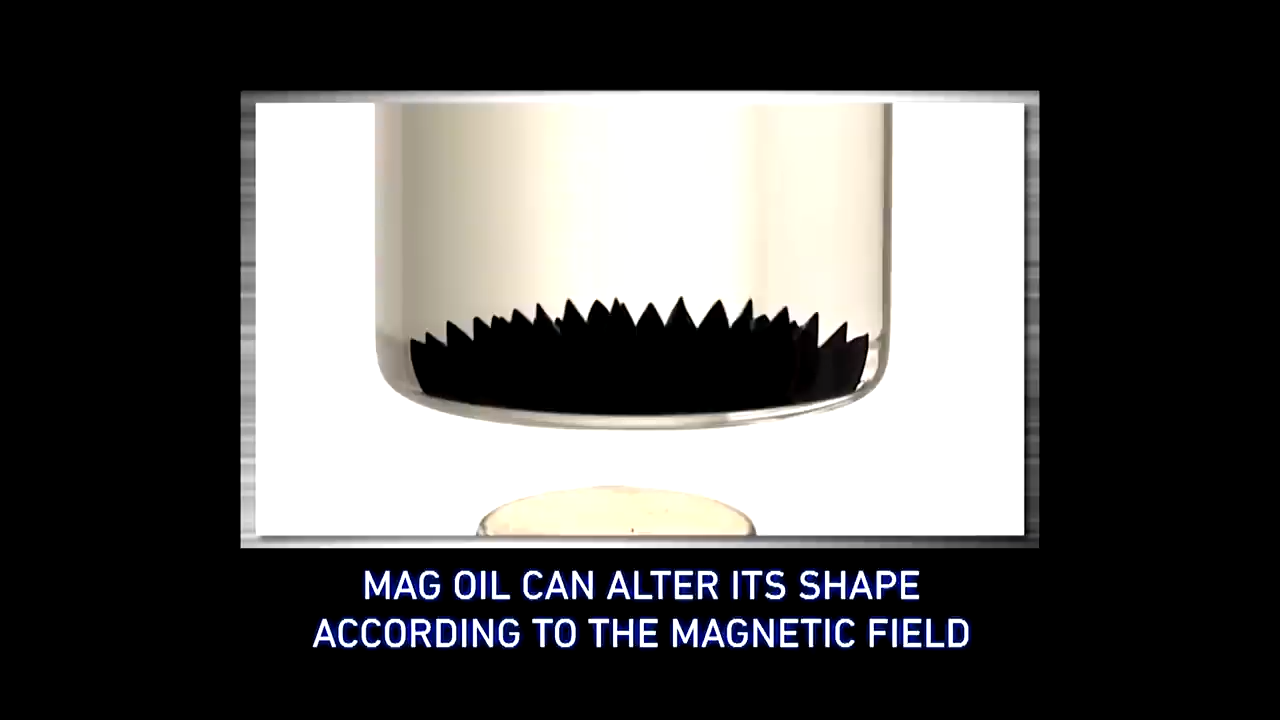 MAG OIL CAN ALTER ITS SHAPE
ACCORDING TO THE MAGNETIC FIELD